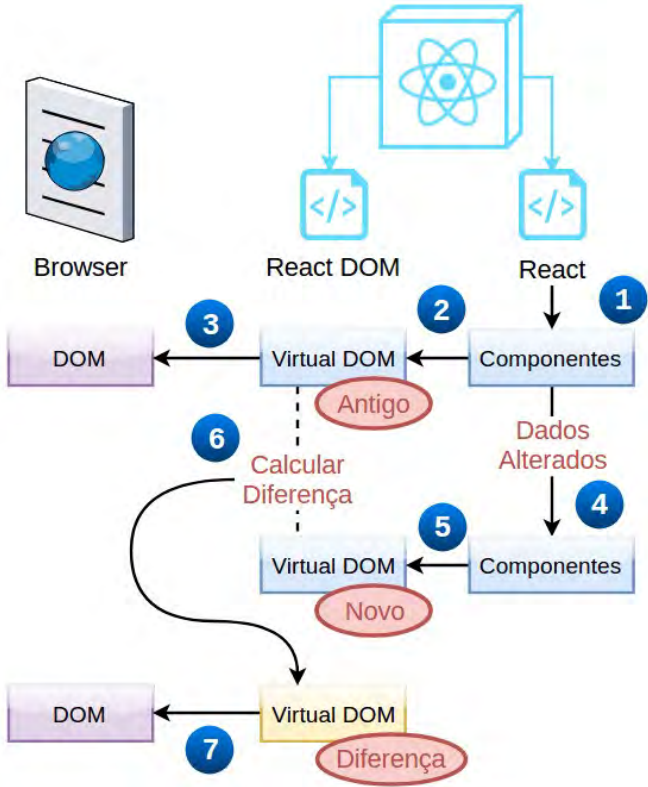 </>
</>
Browser
React DOM
React
1
2
3
DOM
Virtual DOM
Componentes
Antigo
6
Calcular
Diferença
Dados
Alterados
4
5
Virtual DOM
Componentes
Novo
DOM
Virtual DOM
7
Diferença